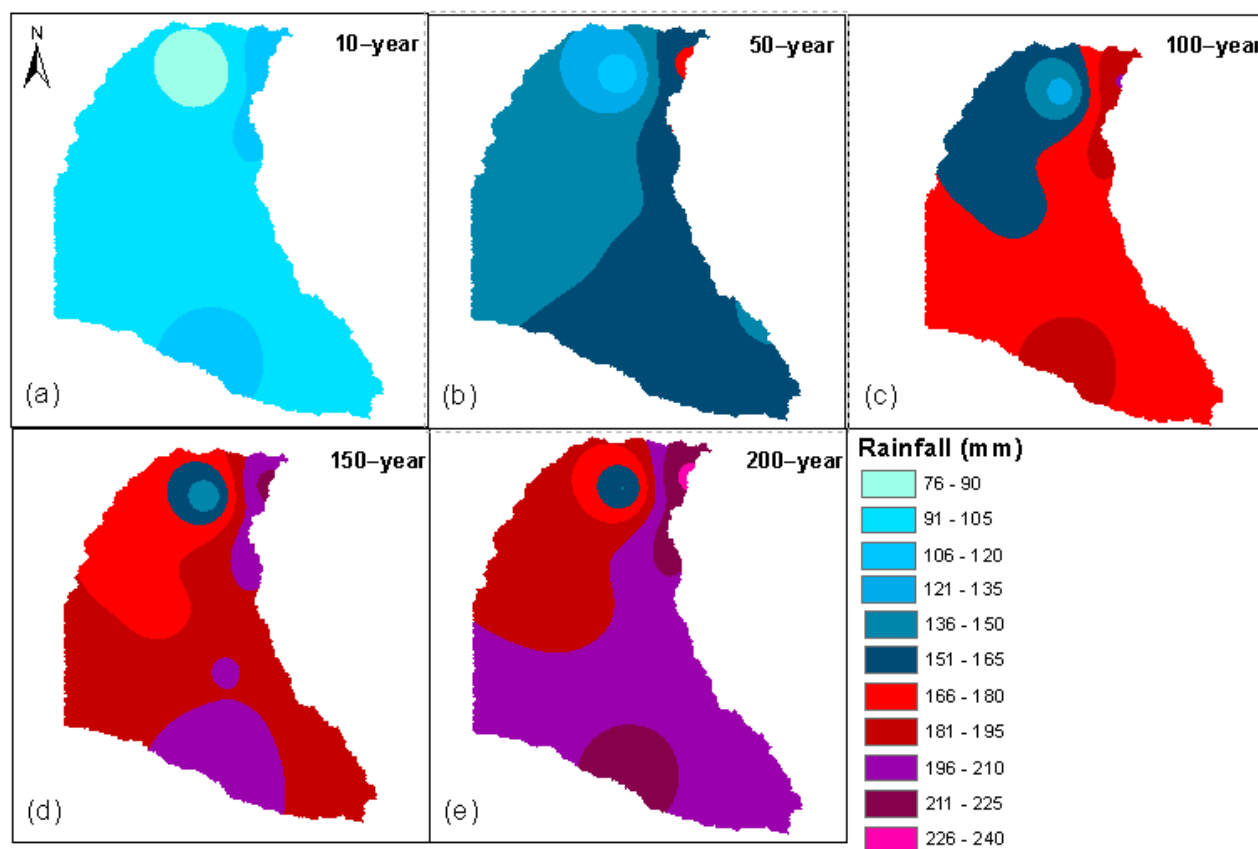 N
10–year
50–year
100–year
(a)
(b)
(c)
150–year
200–year
(d)
(e)
Rainfall (mm)
76 - 90
91 - 105
106 - 120
121 - 135
136 - 150
151 - 165
166 - 180
181 - 195
196 - 210
211 - 225
226 - 240